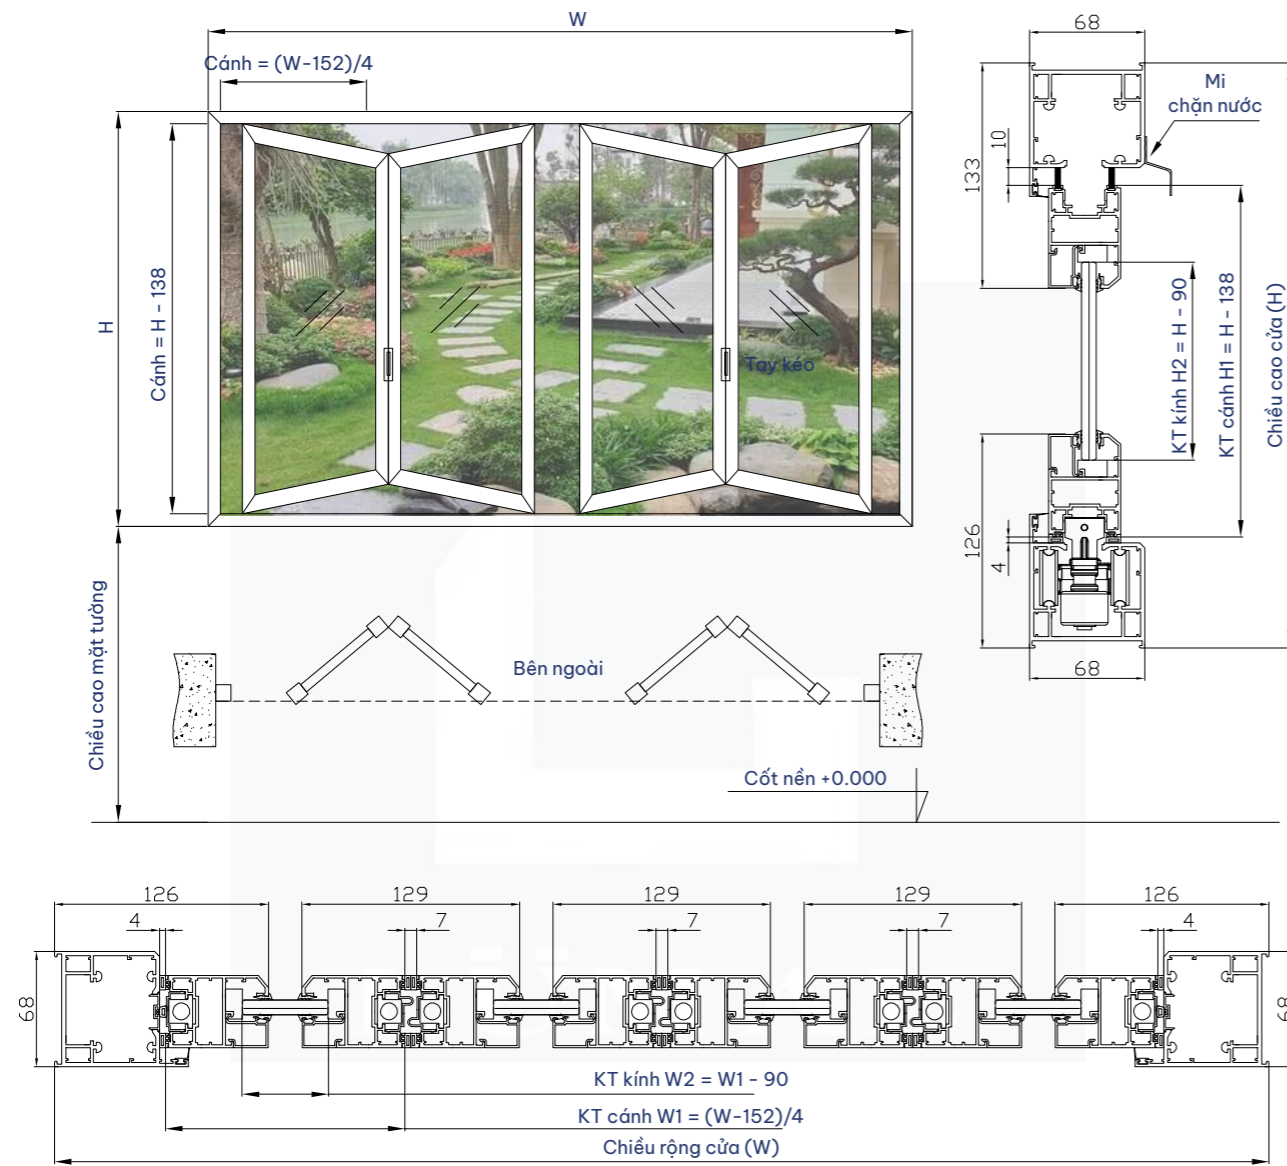 W
68
Cánh = (W-152)/4
Mi
chặn nước
10
133
H
Cánh = H - 138
KT kính H2 = H - 90
KT cánh H1 = H - 138
Chiều cao cửa (H)
Tay kéo
126
4
68
Chiều cao mặt tường
Bên ngoài
Cốt nền +0.000
126
129
129
129
126
4
7
7
7
4
68
68
KT kính W2 = W1 - 90
KT cánh W1 = (W-152)/4
Chiều rộng cửa (W)